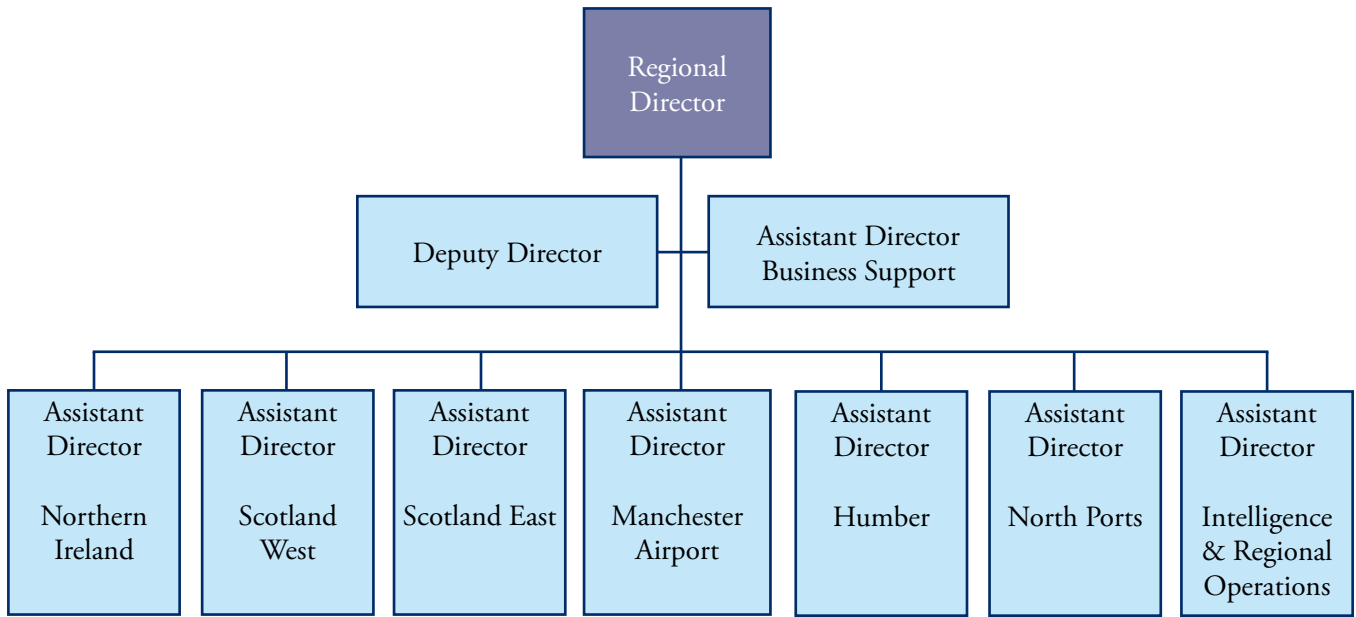 Regional
Director
Deputy Director
Assistant Director
Business Support
Assistant
Director
Northern
Ireland
Assistant
Director
Scotland
West
Assistant
Director
Scotland East
Assistant
Director
Manchester
Airport
Assistant
Director
Humber
Assistant
Director
North Ports
Assistant
Director
Intelligence
& Regional
Operations